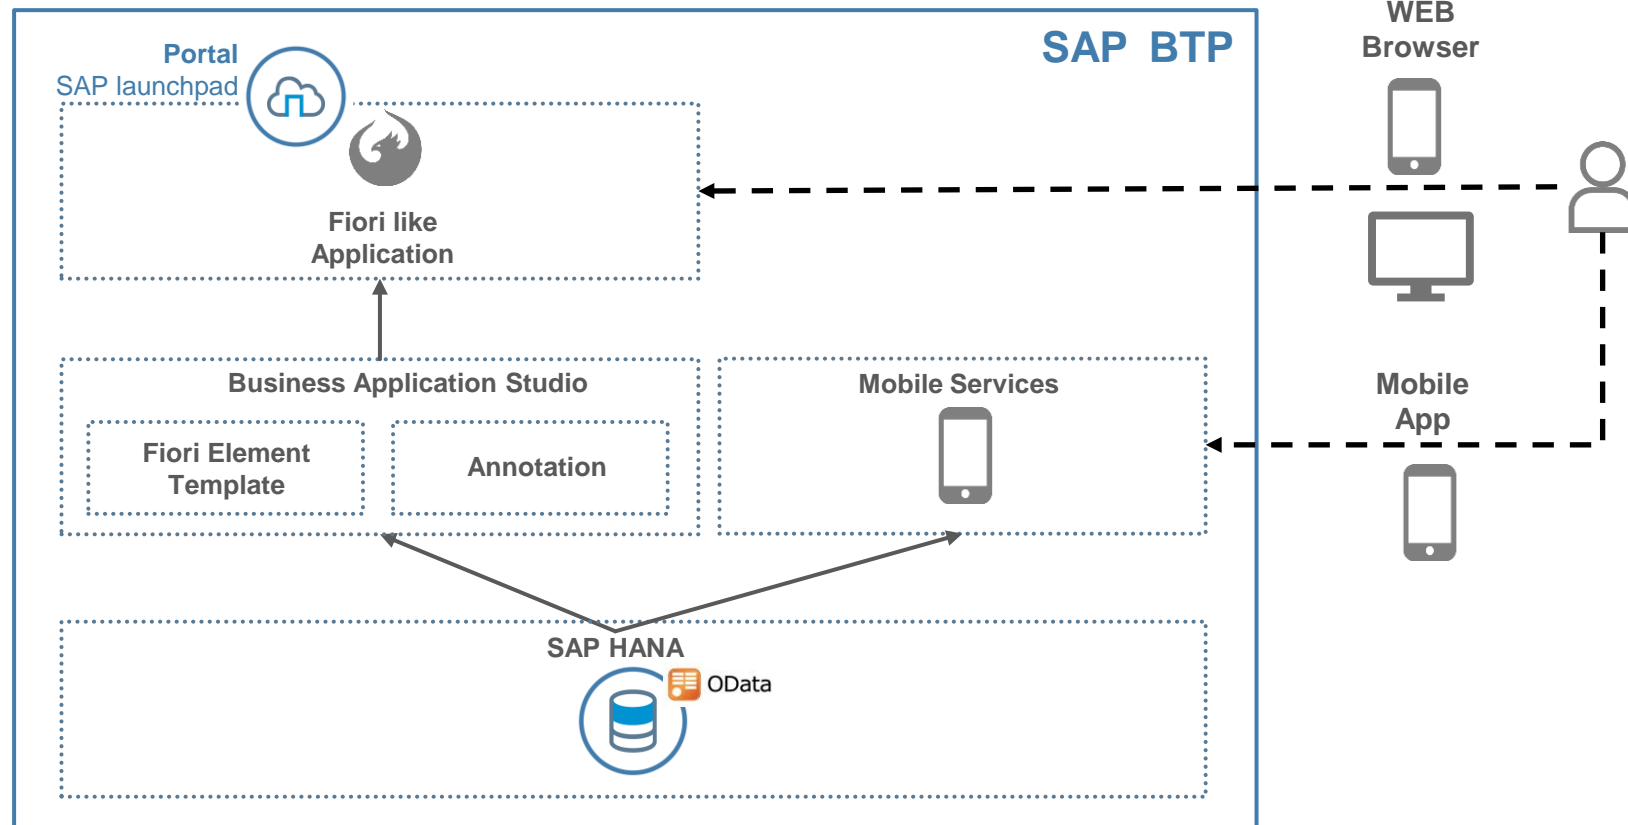 SAP BTP
WEB
Browser
Portal
SAP launchpad
Fiori like
Application
Business Application Studio
Fiori Element
Template
Annotation
Mobile Services
Mobile
App
SAP HANA
OData